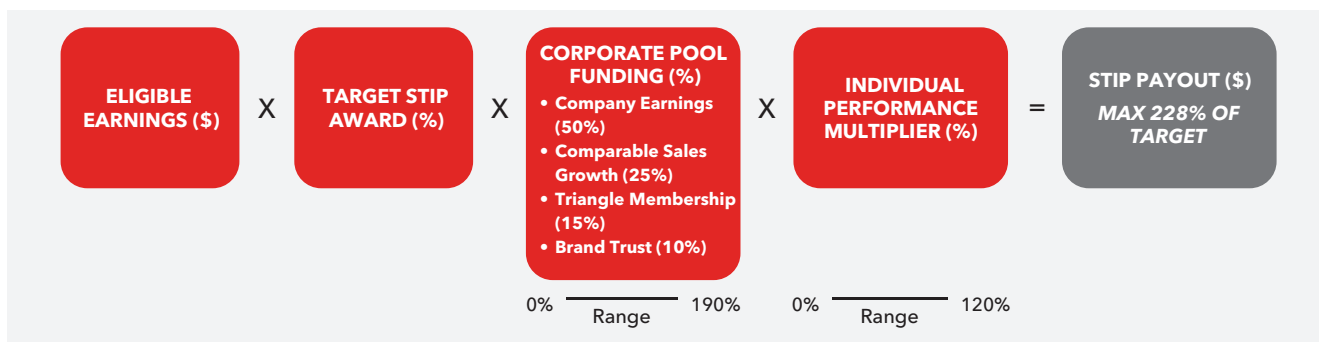 ELIGIBLE
EARNINGS ($)
X
TARGET STIP
AWARD (%)
X
CORPORATE POOL
FUNDING (%)
• Company Earnings
(50%)
• Comparable Sales
Growth (25%)
• Triangle Membership
(15%)
• Brand Trust (10%)
X
INDIVIDUAL
PERFORMANCE
MULTIPLIER (%)
=
STIP PAYOUT ($)
MAX 228% OF
TARGET
0% 190%
Range
0% 120%
Range